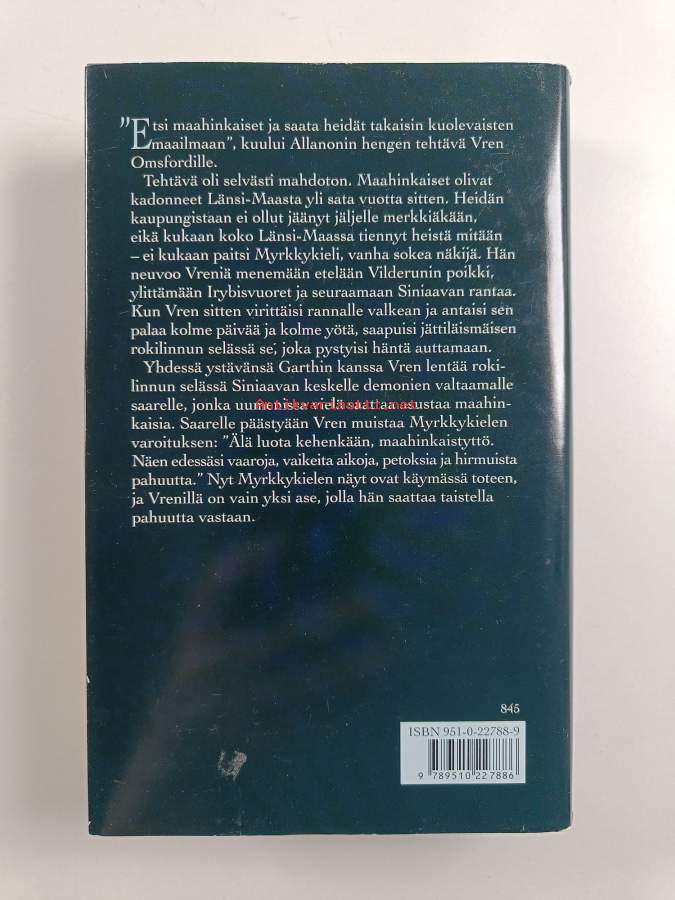 "Etsi maahinkaiset ja saata heidät takaisin kuolevaisten
maailmaan", kuului Allanonin hengen tehtävä Vren
Omsfordille.
Tehtävä oli selvästi mahdoton. Maahinkaiset olivat
kadonneet Länsi-Maasta yli sata vuotta sitten. Heidän
kaupungistaan ei ollut jäänyt jäljelle merkkiäkään,
eikä kukaan koko Länsi-Maassa tiennyt heistä mitään
– ei kukaan paitsi Myrkkykieli, vanha sokea näkijä. Hän
neuvoo Vreniä menemään etelään Vilderunin poikki,
ylittämään Irybisvuoret ja seuraamaan Siniaavan rantaa.
Kun Vren sitten virittäisi rannalle valkean ja antaisi sen
palaa kolme päivää ja kolme yötä, saapuisi jättiläismäisen
rokilinnun selässä se, joka pystyisi häntä auttamaan.
Yhdessä ystävänsä Garthin kanssa Vren lentää roki-
linnun selässä Siniaavan keskelle demonien valtaamalle
saarelle, jonka uumenissa vielä saattaa asustaa maahin-
kaisia. Saarelle päästyään Vren muistaa Myrkkykielen
varoituksen: "Älä luota kehenkään, maahinkaistyttö.
Näen edessäsi vaaroja, vaikeita aikoja, petoksia ja hirmuista
pahuutta." Nyt Myrkkykielen näyt ovat käymässä toteen,
ja Vrenillä on vain yksi ase, jolla hän saattaa taistella
pahuutta vastaan.
845
ISBN 951-0-22788-9
9 789510 227886